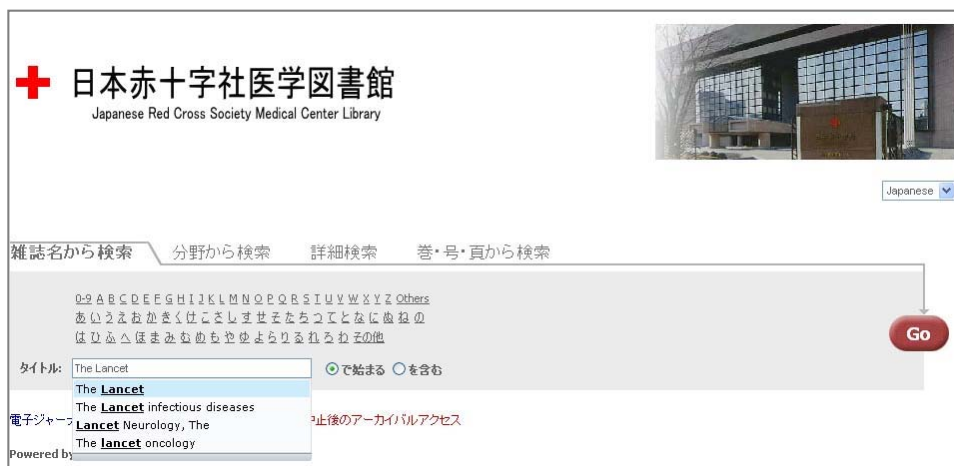 日本赤十字社医学図書館
Japanese Red Cross Society Medical Center Library
Japanese
雑誌名から検索 分野から検索 詳細検索 巻・号・頁から検索
0-9 A B C D E F G H I J K L M N O P Q R S T U V W X Y Z Others
あ い う え お か き く け こ さ し す せ そ た ち つ て と な に ぬ ね の
は ひ ふ へ ほ ま み む め も や ゆ よ ら り る れ ろ わ その他
Go
タイトル: The Lancet で始まる を含む
The Lancet
The Lancet infectious diseases
Lancet Neurology, The
The lancet oncology
電子ジャー 止後のアーカイバルアクセス
Powered by